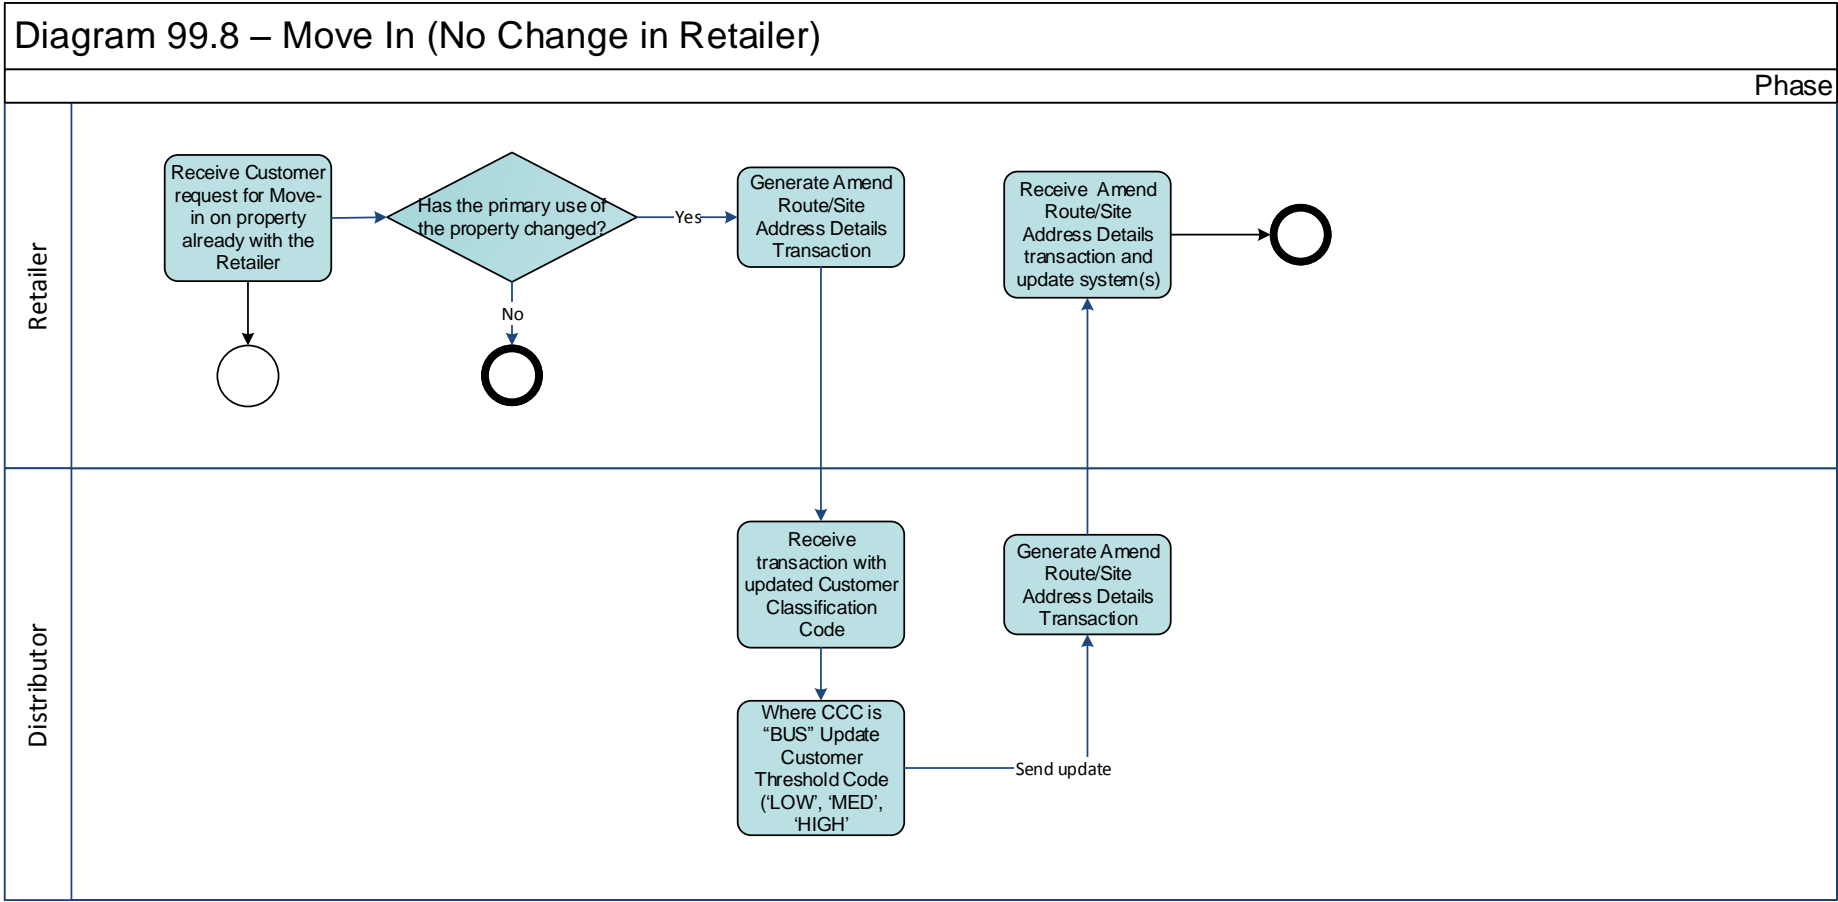 Diagram 99.8 – Move In (No Change in Retailer)
Phase
Retailer
Receive Customer
request for Move-
in on property
already with the
Retailer
Has the primary use of
the property changed?
Yes
No
Generate Amend
Route/Site
Address Details
Transaction
Receive Amend
Route/Site
Address Details
transaction and
update system(s)
Distributor
Receive
transaction with
updated Customer
Classification
Code
Where CCC is
“BUS” Update
Customer
Threshold Code
(‘LOW’, ‘MED’,
‘HIGH’
Send update
Generate Amend
Route/Site
Address Details
Transaction